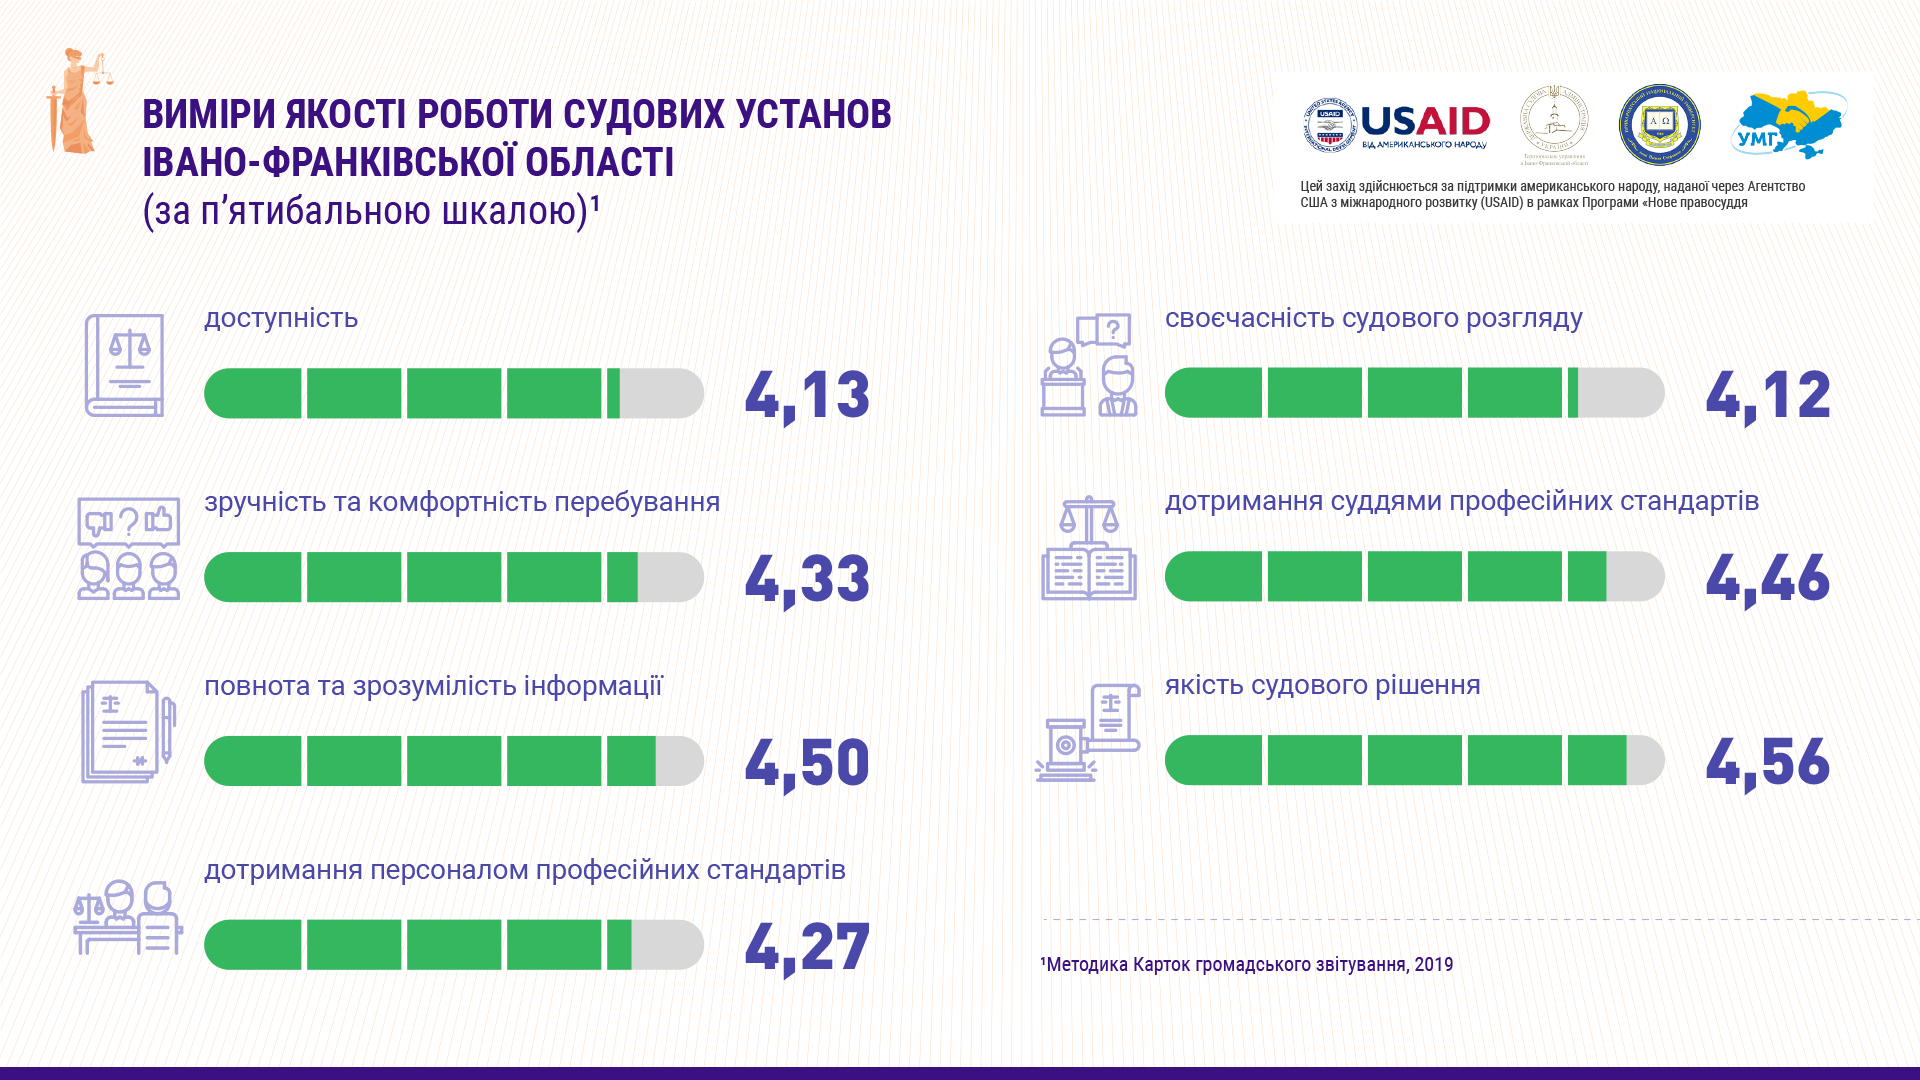 ВИМІРИ ЯКОСТІ РОБОТИ СУДОВИХ УСТАНОВ
ІВАНО-ФРАНКІВСЬКОЇ ОБЛАСТІ
(за п’ятибальною шкалою)¹
USAID
USAID
ВІД АМЕРИКАНСЬКОГО НАРОДУ
УМГ
Цей захід здійснюється за підтримки американського народу, наданої через Агентство
США з міжнародного розвитку (USAID) в рамках Програми «Нове правосуддя
доступність
4,13
зручність та комфортність перебування
4,33
повнота та зрозумілість інформації
4,50
дотримання персоналом професійних стандартів
4,27
своєчасність судового розгляду
4,12
дотримання суддями професійних стандартів
4,46
якість судового рішення
4,56
¹Методика Карток громадського звітування, 2019